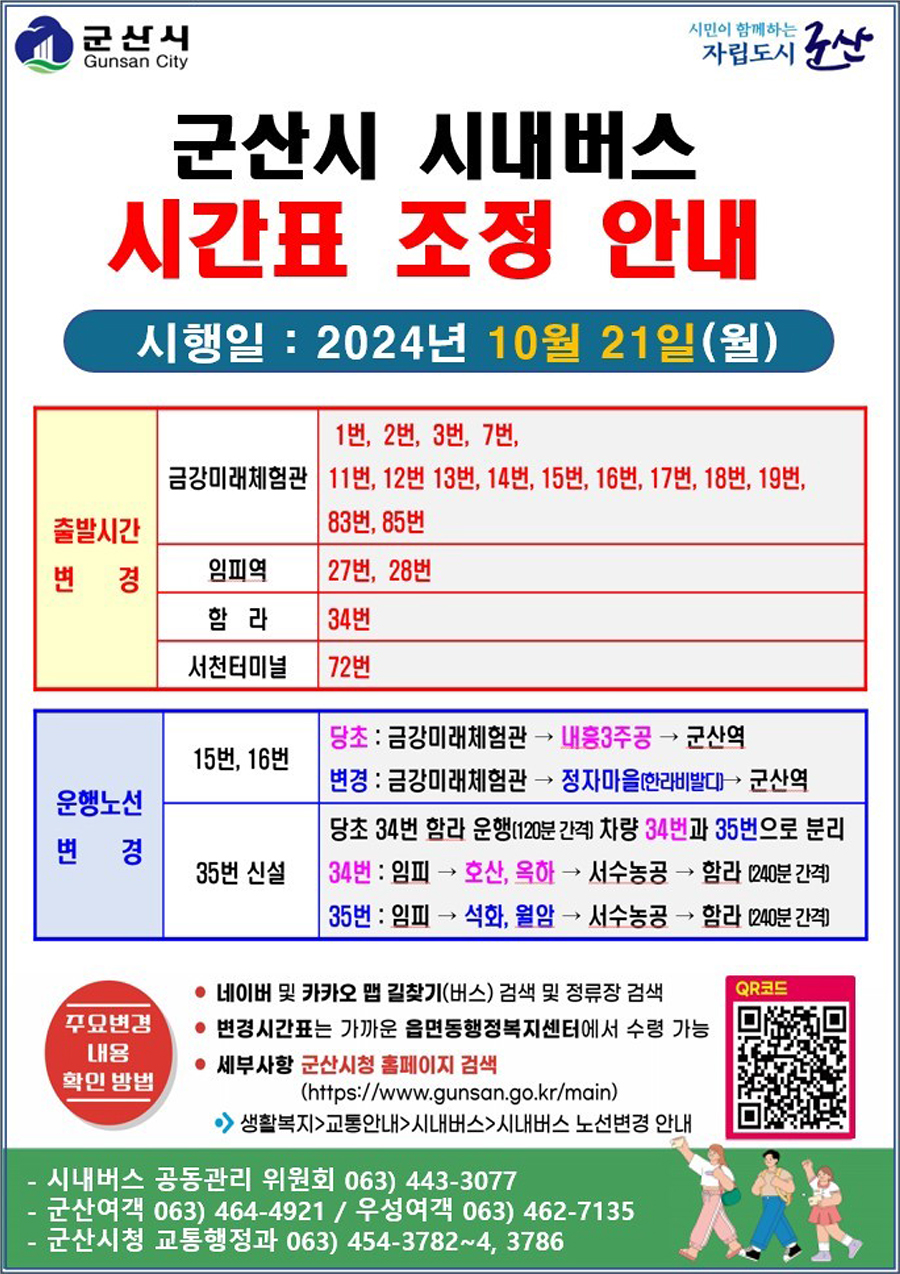 군산시
Gunsan City
시민이 함께하는
자립도시 군산
군산시 시내버스
시간표 조정 안내
시행일 : 2024년 10월 21일(월)
출발시간
변 경
금강미래체험관
1번, 2번, 3번, 7번,
11번, 12번 13번, 14번, 15번, 16번, 17번, 18번, 19번,
83번, 85번
임피역
27번, 28번
함 라
34번
서천터미널
72번
운행노선
변 경
15번, 16번
당초 : 금강미래체험관 → 내흥3주공 → 군산역
변경 : 금강미래체험관 → 정자마을(한라비발디)→ 군산역
35번 신설
당초 34번 함라 운행(120분 간격) 차량 34번과 35번으로 분리
34번 : 임피 → 호산, 옥하 → 서수농공 → 함라 (240분 간격)
35번 : 임피 → 석화, 월암 → 서수농공 → 함라 (240분 간격)
주요변경
내용
확인 방법
• 네이버 및 카카오 맵 길찾기(버스) 검색 및 정류장 검색
• 변경시간표는 가까운 읍면동행정복지센터에서 수령 가능
• 세부사항 군산시청 홈페이지 검색
(https://www.gunsan.go.kr/main)
생활복지>교통안내>시내버스>시내버스 노선변경 안내
QR코드
- 시내버스 공동관리 위원회 063) 443-3077
- 군산여객 063) 464-4921 / 우성여객 063) 462-7135
- 군산시청 교통행정과 063) 454-3782~4, 3786